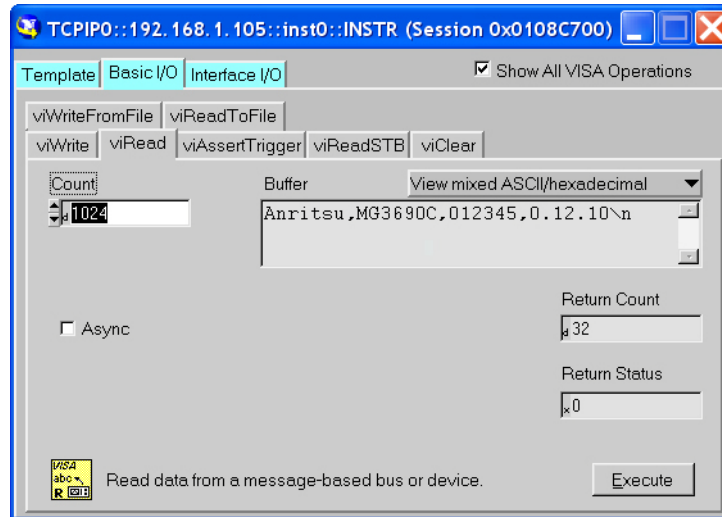 TCPIP0::192.168.1.105::inst0::INSTR (Session 0x0108C700)
Template Basic I/O Interface I/O Show All VISA Operations
viWriteFromFile viReadToFile
viWrite viRead viAssertTrigger viReadSTB viClear
Count Buffer View mixed ASCII/hexadecimal
d 1024 Anritsu,MG3690C,012345,0.12.10\n
Return Count
Async d 32
Return Status
x 0
VISA
abc
R
Read data from a message-based bus or device. Execute